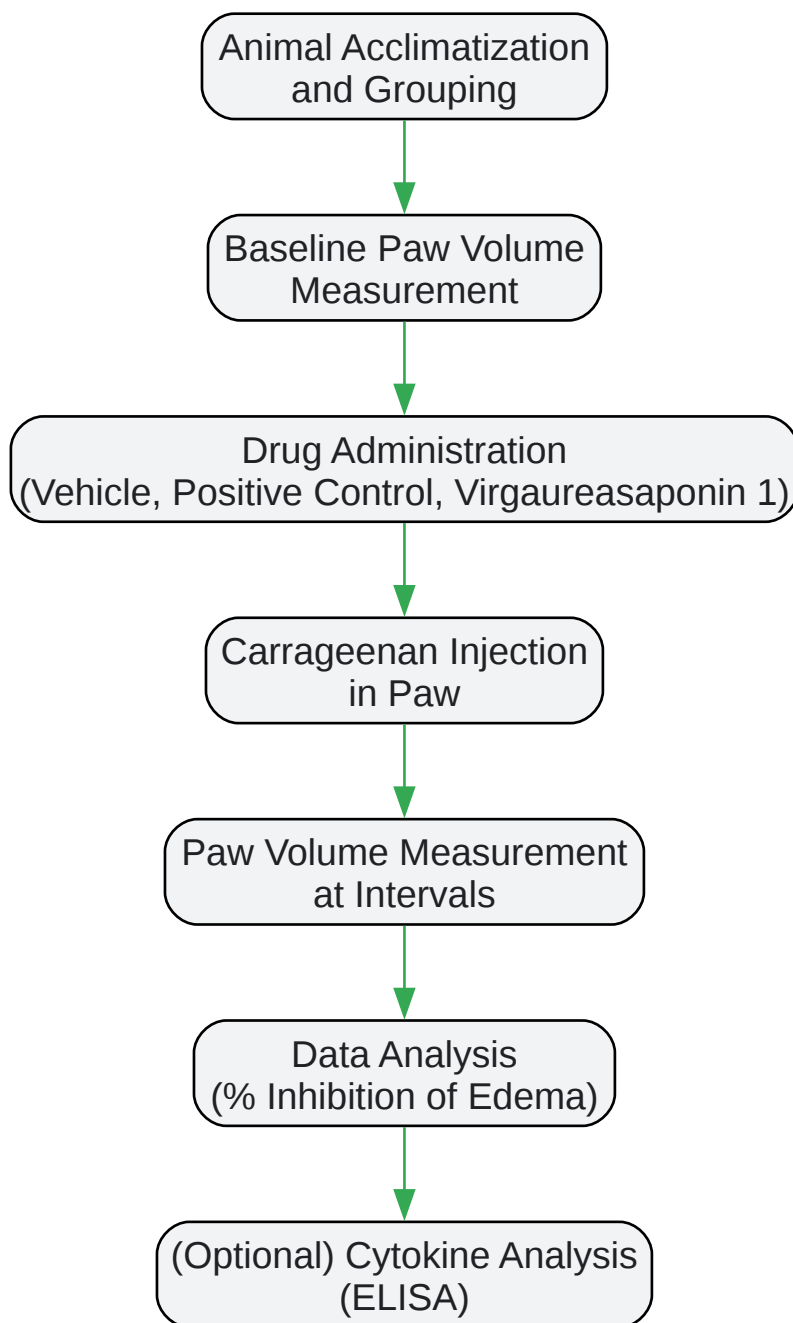 Animal Acclimatization
and Grouping
Baseline Paw Volume
Measurement
Drug Administration
(Vehicle, Positive Control, Virgaureasaponin 1)
Carrageenan Injection
in Paw
Paw Volume Measurement
at Intervals
Data Analysis
(% Inhibition of Edema)
(Optional) Cytokine Analysis
(ELISA)